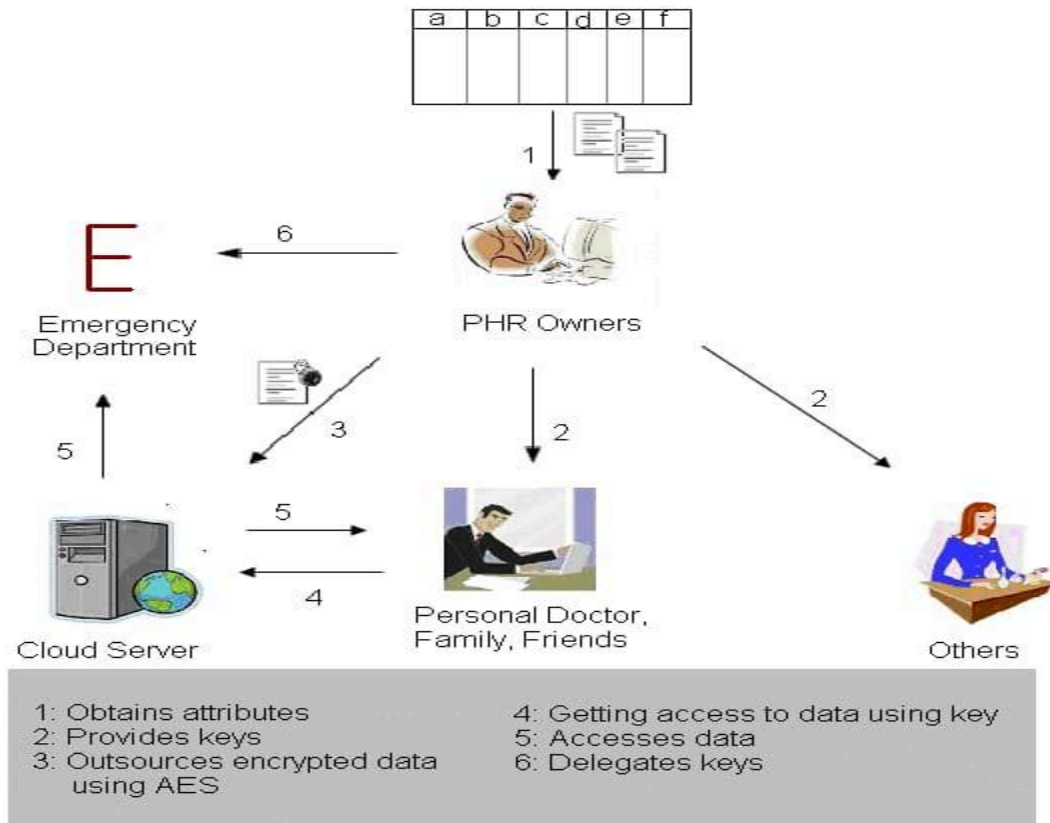 a b c d e f
1
6
E
PHR Owners
Emergency
Department
3
2
2
5
5
4
Cloud Server
Personal Doctor,
Family, Friends
Others
1: Obtains attributes
2: Provides keys
3: Outsources encrypted data
using AES
4: Getting access to data using key
5: Accesses data
6: Delegates keys